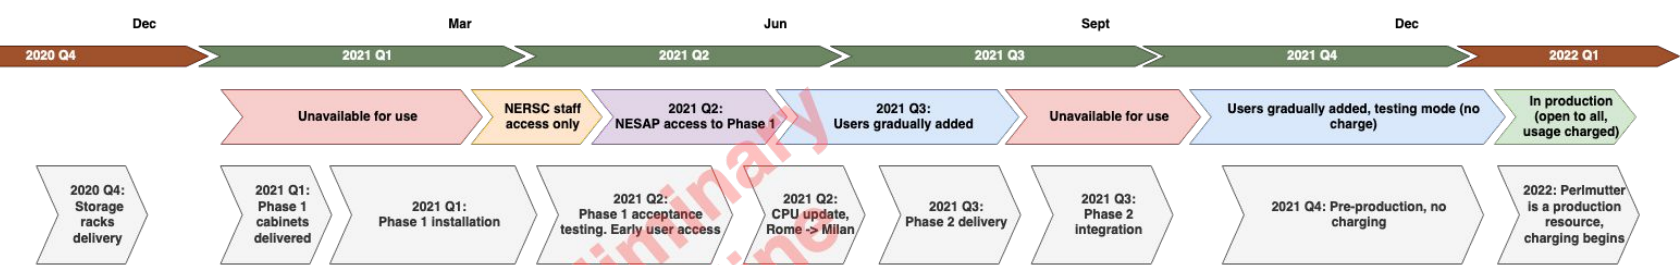 Dec
Mar
Jun
Sept
Dec
2020 Q4
2021 Q1
2021 Q2
2021 Q3
2021 Q4
2022 Q1
Unavailable for use
NERSC staff
access only
2021 Q2:
NESAP access to Phase 1
2021 Q3:
Users gradually added
Unavailable for use
Users gradually added, testing mode (no
charge)
In production
(open to all,
usage charged)
2020 Q4:
Storage
racks
delivery
2021 Q1:
Phase 1
cabinets
delivered
2021 Q1:
Phase 1 installation
2021 Q2:
Phase 1 acceptance
testing. Early user access
2021 Q2:
CPU update,
Rome -> Milan
2021 Q3:
Phase 2 delivery
2021 Q3:
Phase 2
integration
2021 Q4: Pre-production, no
charging
2022: Perlmutter
is a production
resource,
charging begins